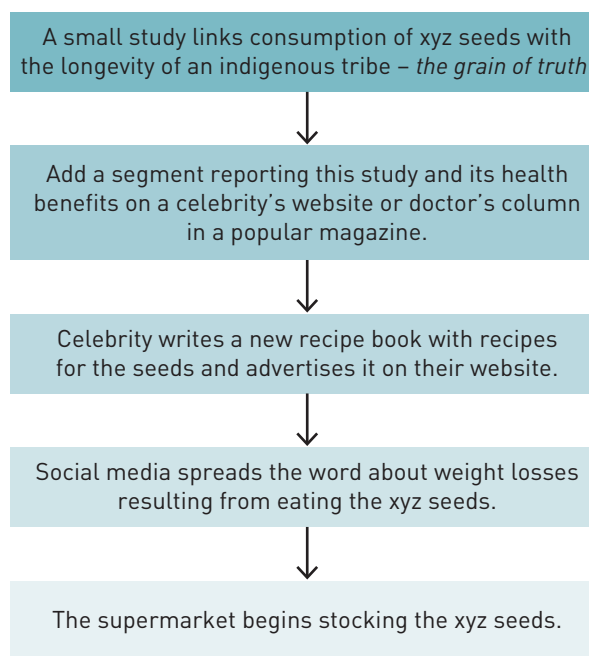 A small study links consumption of xyz seeds with
the longevity of an indigenous tribe – the grain of truth
Add a segment reporting this study and its health
benefits on a celebrity’s website or doctor’s column
in a popular magazine.
Celebrity writes a new recipe book with recipes
for the seeds and advertises it on their website.
Social media spreads the word about weight losses
resulting from eating the xyz seeds.
The supermarket begins stocking the xyz seeds.